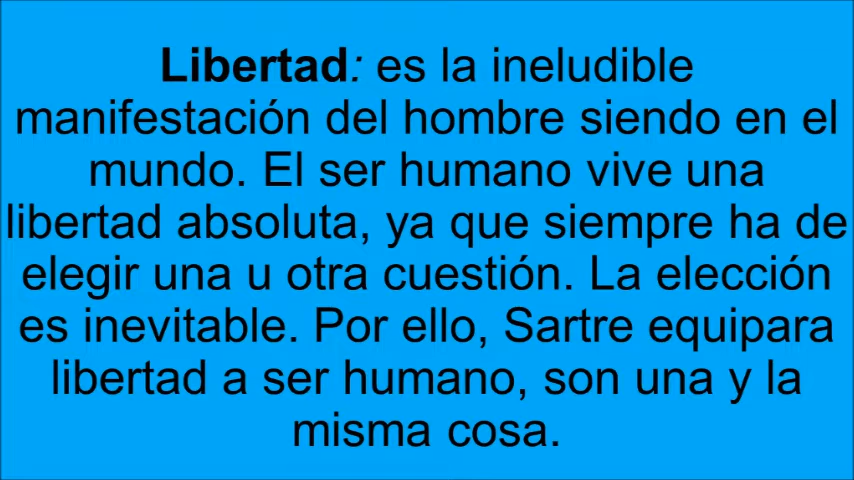 Libertad: es la ineludible
manifestación del hombre siendo en el
mundo. El ser humano vive una
libertad absoluta, ya que siempre ha de
elegir una u otra cuestión. La elección
es inevitable. Por ello, Sartre equipara
libertad a ser humano, son una y la
misma cosa.